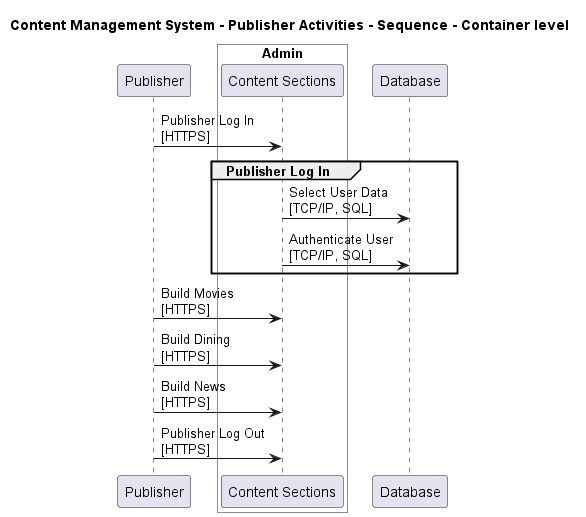 Content Management System - Publisher Activities - Sequence - Container level
Admin
Publisher
Content Sections
Database
Publisher Log In
[HTTPS]
Publisher Log In
Select User Data
[TCP/IP, SQL]
Authenticate User
[TCP/IP, SQL]
Build Movies
[HTTPS]
Build Dining
[HTTPS]
Build News
[HTTPS]
Publisher Log Out
[HTTPS]
Publisher
Content Sections
Database